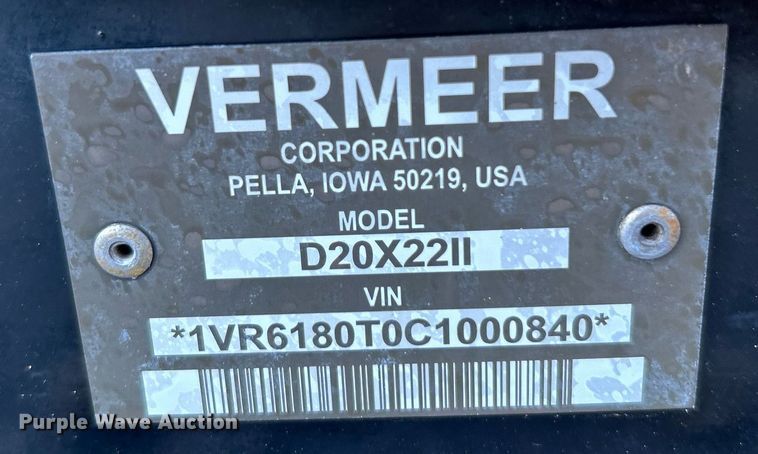 VERMEER
CORPORATION
PELLA, IOWA 50219, USA
MODEL
D20X22II
VIN
*1VR6180T0C1000840*
Purple Wave Auction